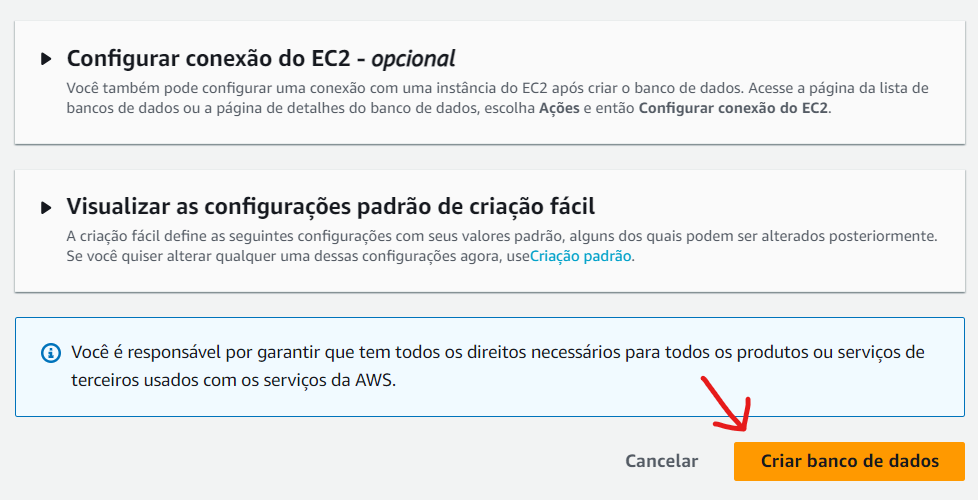 Configurar conexão do EC2 - opcional
Você também pode configurar uma conexão com uma instância do EC2 após criar o banco de dados. Acesse a página da lista de
bancos de dados ou a página de detalhes do banco de dados, escolha Ações e então Configurar conexão do EC2.
Visualizar as configurações padrão de criação fácil
A criação fácil define as seguintes configurações com seus valores padrão, alguns dos quais podem ser alterados posteriormente.
Se você quiser alterar qualquer uma dessas configurações agora, useCriação padrão.
Você é responsável por garantir que tem todos os direitos necessários para todos os produtos ou serviços de
terceiros usados com os serviços da AWS.
Cancelar
Criar banco de dados